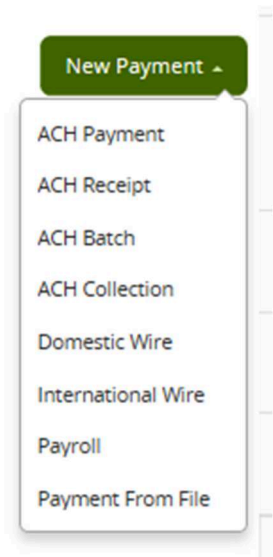 New Payment
ACH Payment
ACH Receipt
ACH Batch
ACH Collection
Domestic Wire
International Wire
Payroll
Payment From File